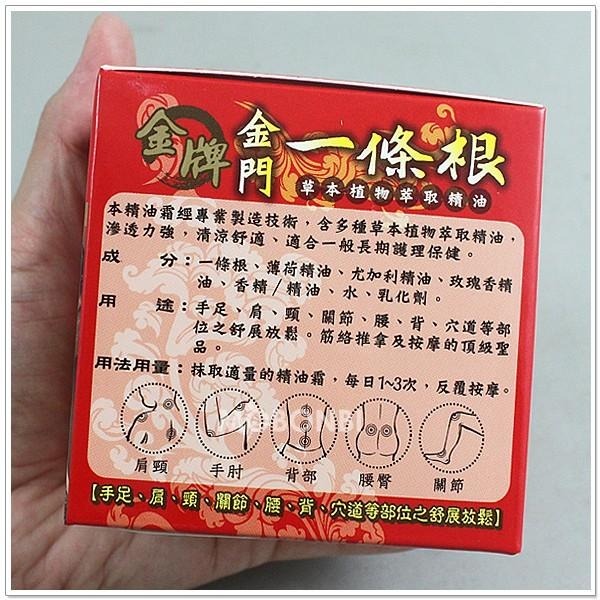 金牌 金門 一條根
草本植物萃取精油
本精油霜經專業製造技術，含多種草本植物萃取精油，
滲透力強，清涼舒適、適合一般長期護理保健。
成　　分：一條根、薄荷精油、尤加利精油、玫瑰香精
油、香精/精油、水、乳化劑。
用　　途：手足、肩、頸、關節、腰、背、穴道等部
位之舒展放鬆。筋絡推拿及按摩的頂級聖
品。
用法用量：抹取適量的精油霜，每日1~3次，反覆按摩。
肩頸 手肘 背部 腰臀 關節
【手足、肩、頸、關節、腰、背、穴道等部位之舒展放鬆】